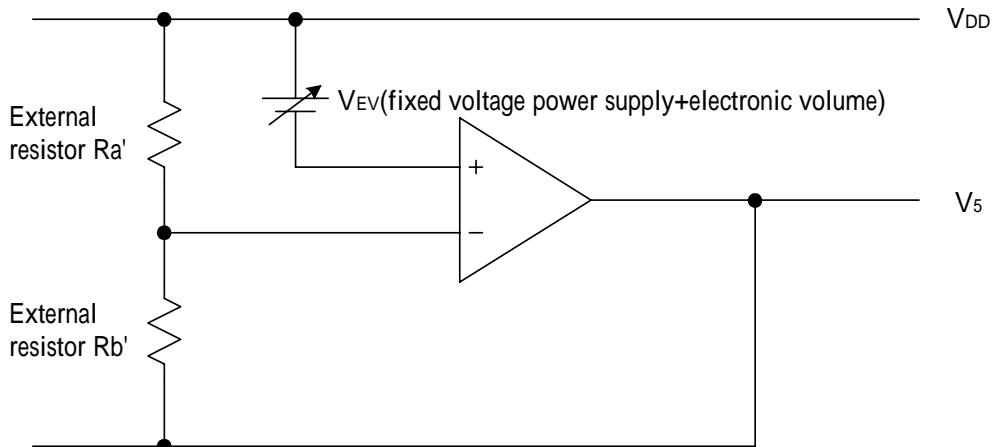 VDD
VEV(fixed voltage power supply+electronic volume)
External
resistor Ra'
+
V5
−
External
resistor Rb'